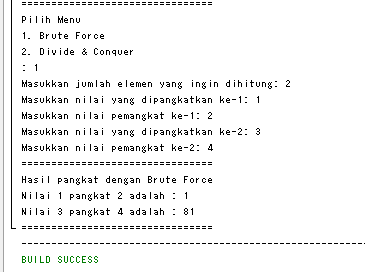 ================================
Pilih Menu
1. Brute Force
2. Divide & Conquer
: 1
Masukkan jumlah elemen yang ingin dihitung: 2
Masukkan nilai yang dipangkatkan ke-1: 1
Masukkan nilai pemangkat ke-1: 2
Masukkan nilai yang dipangkatkan ke-2: 3
Masukkan nilai pemangkat ke-2: 4
================================
Hasil pangkat dengan Brute Force
Nilai 1 pangkat 2 adalah : 1
Nilai 3 pangkat 4 adalah : 81
================================
------------------------------------------------------------------------
BUILD SUCCESS